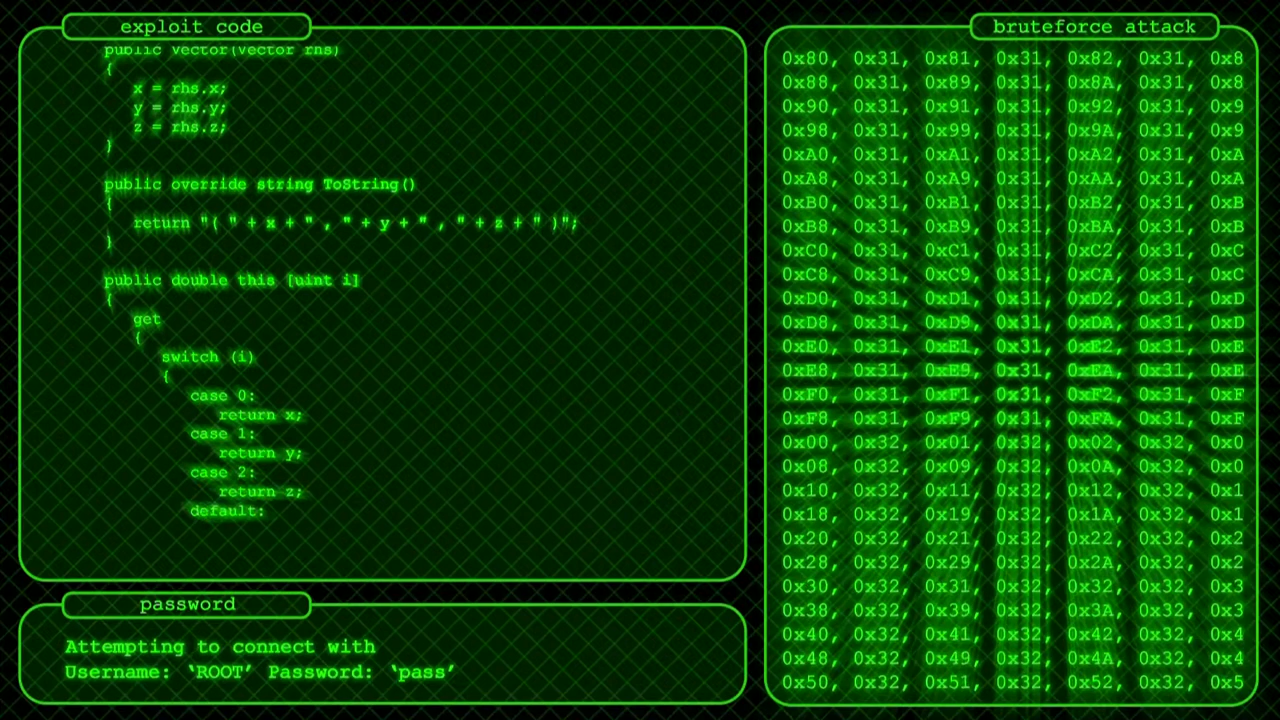 exploit code
public vector(vector rhs)
{
x = rhs.x;
y = rhs.y;
z = rhs.z;
}
public override string ToString()
{
return "( " + x + " , " + y + " , " + z + " )";
}
public double this [uint i]
{
get
{
switch (i)
{
case 0:
return x;
case 1:
return y;
case 2:
return z;
default:
password
Attempting to connect with
Username: ‘ROOT’ Password: ‘pass’
bruteforce attack
0x80, 0x31, 0x81, 0x31, 0x82, 0x31, 0x8
0x88, 0x31, 0x89, 0x31, 0x8A, 0x31, 0x8
0x90, 0x31, 0x91, 0x31, 0x92, 0x31, 0x9
0x98, 0x31, 0x99, 0x31, 0x9A, 0x31, 0x9
0xA0, 0x31, 0xA1, 0x31, 0xA2, 0x31, 0xA
0xA8, 0x31, 0xA9, 0x31, 0xAA, 0x31, 0xA
0xB0, 0x31, 0xB1, 0x31, 0xB2, 0x31, 0xB
0xB8, 0x31, 0xB9, 0x31, 0xBA, 0x31, 0xB
0xC0, 0x31, 0xC1, 0x31, 0xC2, 0x31, 0xC
0xC8, 0x31, 0xC9, 0x31, 0xCA, 0x31, 0xC
0xD0, 0x31, 0xD1, 0x31, 0xD2, 0x31, 0xD
0xD8, 0x31, 0xD9, 0x31, 0xDA, 0x31, 0xD
0xE0, 0x31, 0xE1, 0x31, 0xE2, 0x31, 0xE
0xE8, 0x31, 0xE9, 0x31, 0xEA, 0x31, 0xE
0xF0, 0x31, 0xF1, 0x31, 0xF2, 0x31, 0xF
0xF8, 0x31, 0xF9, 0x31, 0xFA, 0x31, 0xF
0x00, 0x32, 0x01, 0x32, 0x02, 0x32, 0x0
0x08, 0x32, 0x09, 0x32, 0x0A, 0x32, 0x0
0x10, 0x32, 0x11, 0x32, 0x12, 0x32, 0x1
0x18, 0x32, 0x19, 0x32, 0x1A, 0x32, 0x1
0x20, 0x32, 0x21, 0x32, 0x22, 0x32, 0x2
0x28, 0x32, 0x29, 0x32, 0x2A, 0x32, 0x2
0x30, 0x32, 0x31, 0x32, 0x32, 0x32, 0x3
0x38, 0x32, 0x39, 0x32, 0x3A, 0x32, 0x3
0x40, 0x32, 0x41, 0x32, 0x42, 0x32, 0x4
0x48, 0x32, 0x49, 0x32, 0x4A, 0x32, 0x4
0x50, 0x32, 0x51, 0x32, 0x52, 0x32, 0x5